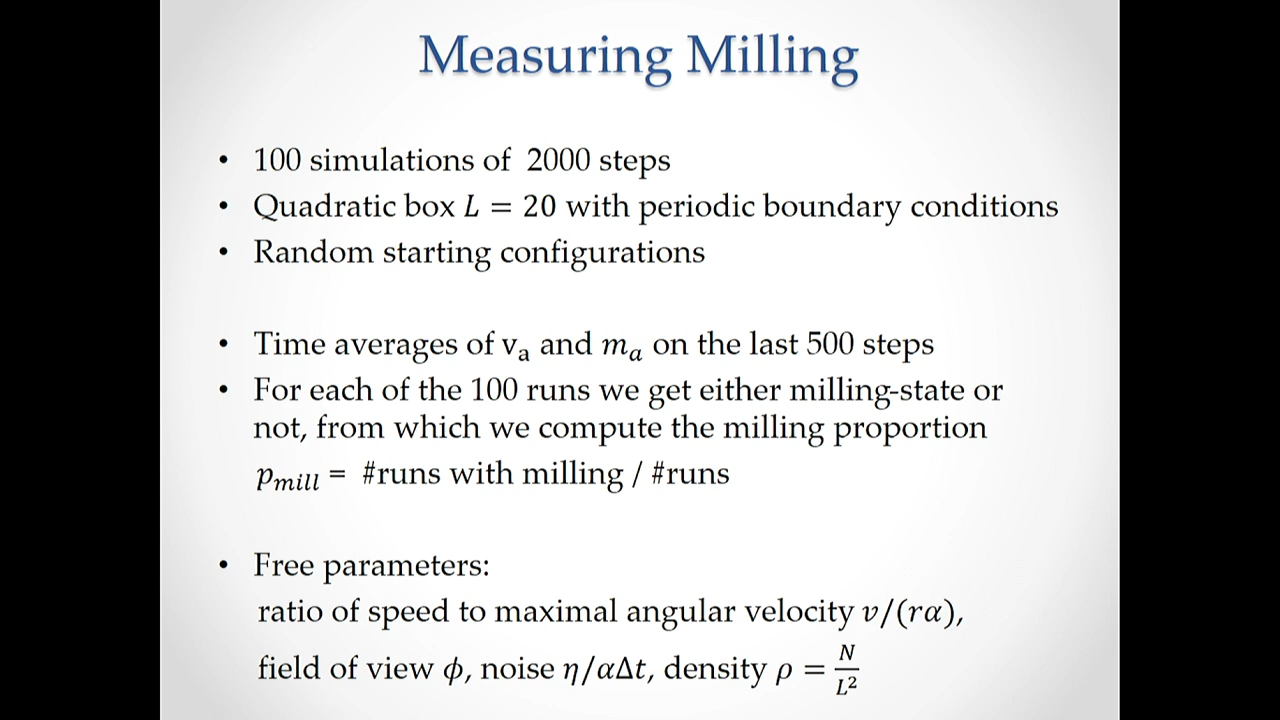 Measuring Milling
• 100 simulations of 2000 steps
• Quadratic box L = 20 with periodic boundary conditions
• Random starting configurations
• Time averages of vₐ and mₐ on the last 500 steps
• For each of the 100 runs we get either milling-state or
not, from which we compute the milling proportion
p_mill = #runs with milling / #runs
• Free parameters:
ratio of speed to maximal angular velocity v/(rα),
field of view ϕ, noise η/αΔt, density ρ = N/L²